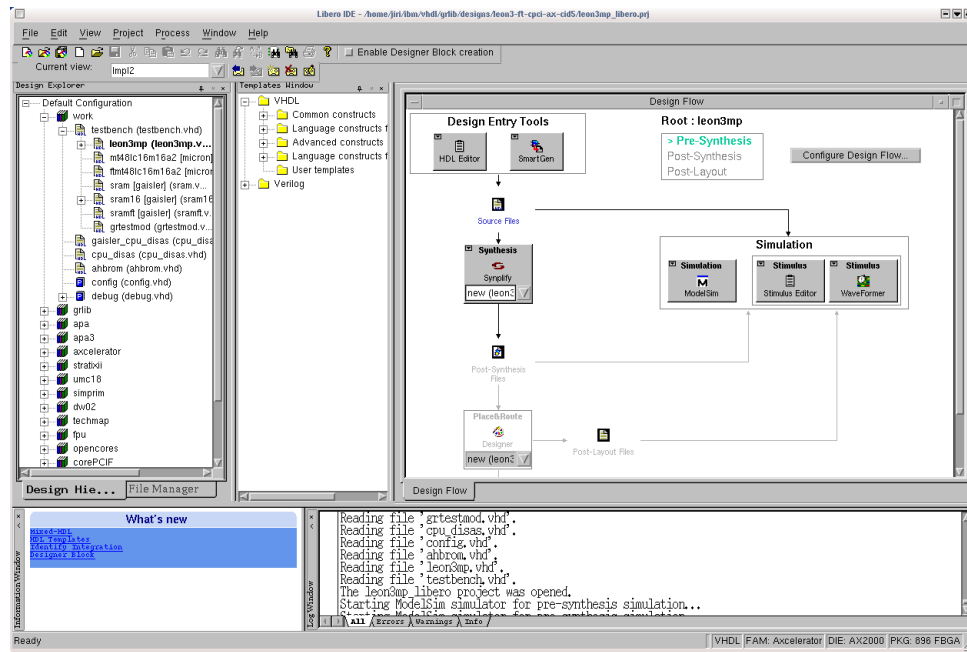 Libero IDE - /home/jiri/ibm/vhdl/grlib/designs/leon3-ft-cpci-ax-cid5/leon3mp_libero.prj
File Edit View Project Process Window Help
Enable Designer Block creation
Current view: Impl2
Design Explorer
Default Configuration
work
testbench (testbench.vhd)
leon3mp (leon3mp.v...
mt48lc16m16a2 [micron]
ftmt48lc16m16a2 [micror
sram [gaisler] (sram.v...
sram16 [gaisler] (sram16
sramft [gaisler] (sramft.v.
grtestmod (grtestmod.v...
gaisler_cpu_disas (cpu_disa
cpu_disas (cpu_disas.vhd)
ahbrom (ahbrom.vhd)
config (config.vhd)
debug (debug.vhd)
grlib
apa
apa3
axcelerator
stratixii
umc18
simprim
dw02
techmap
fpu
opencores
corePCIF
Design Hie... File Manager
Templates Window
VHDL
Common constructs
Language constructs f
Advanced constructs
Language constructs f
User templates
Verilog
Design Flow
Design Entry Tools
HDL Editor SmartGen
Root : leon3mp
> Pre-Synthesis
Post-Synthesis
Post-Layout
Configure Design Flow...
Source Files
Synthesis
Synplify
new (leon3
Simulation
Simulation Stimulus Stimulus
ModelSim Stimulus Editor WaveFormer
Post-Synthesis
Files
Place&Route
Designer
new (leon3
Post-Layout Files
Design Flow
Information Window
What's new
Mixed-HDL
HDL Templates
Identify Integration
Designer Block
Log Window
Reading file 'grtestmod.vhd'.
Reading file 'cpu_disas.vhd'.
Reading file 'config.vhd'.
Reading file 'ahbrom.vhd'.
Reading file 'leon3mp.vhd'.
Reading file 'testbench.vhd'.
The leon3mp_libero project was opened.
Starting ModelSim simulator for pre-synthesis simulation...
Starting ModelSim simulator for pre-synthesis simulation
All Errors Warnings Info
Ready
VHDL FAM: Axcelerator DIE: AX2000 PKG: 896 FBGA